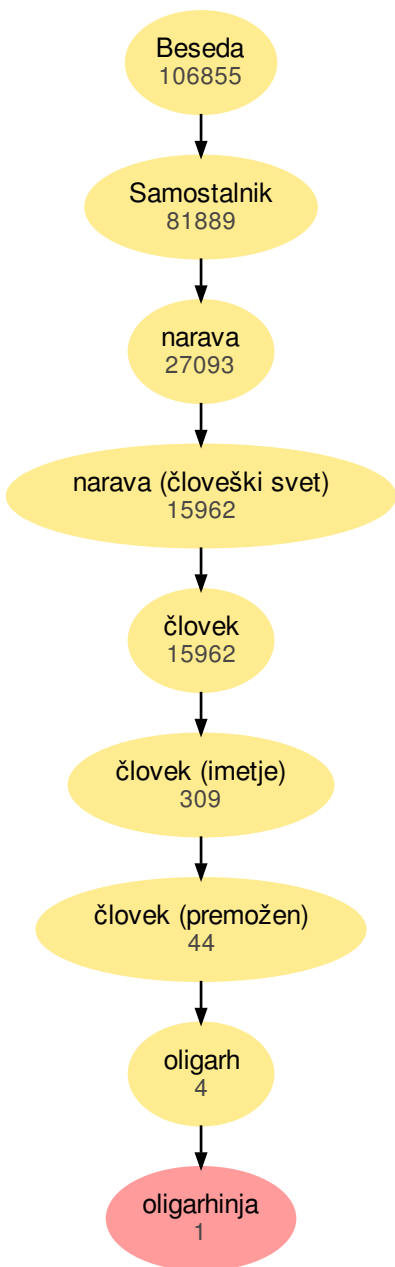 Beseda
106855
Samostalnik
81889
narava
27093
narava (človeški svet)
15962
človek
15962
človek (imetje)
309
človek (premožen)
44
oligarh
4
oligarhinja
1